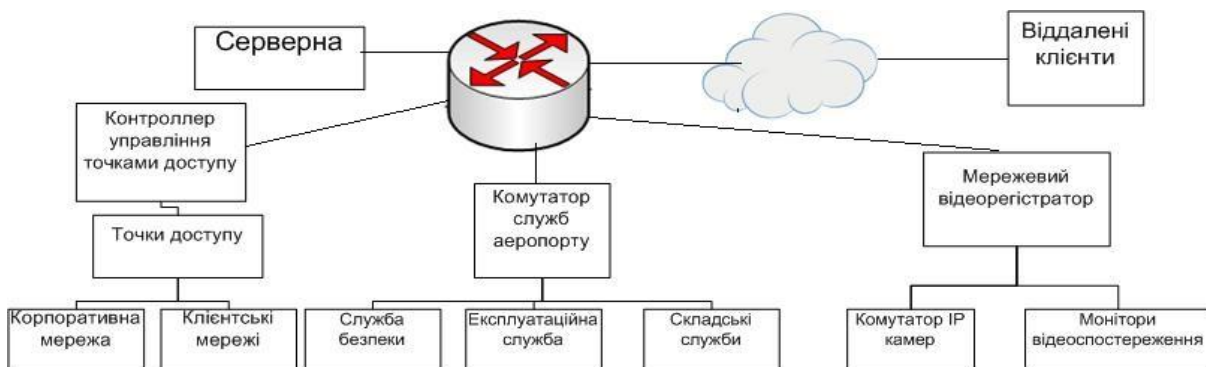 Серверна
Віддалені
клієнти
Контроллер
управління
точками доступу
Точки доступу
Корпоративна
мережа
Клієнтські
мережі
Комутатор
служб
аеропорту
Служба
безпеки
Експлуатаційна
служба
Складські
служби
Мережевий
відеорегістратор
Комутатор IP
камер
Монітори
відеоспостереження